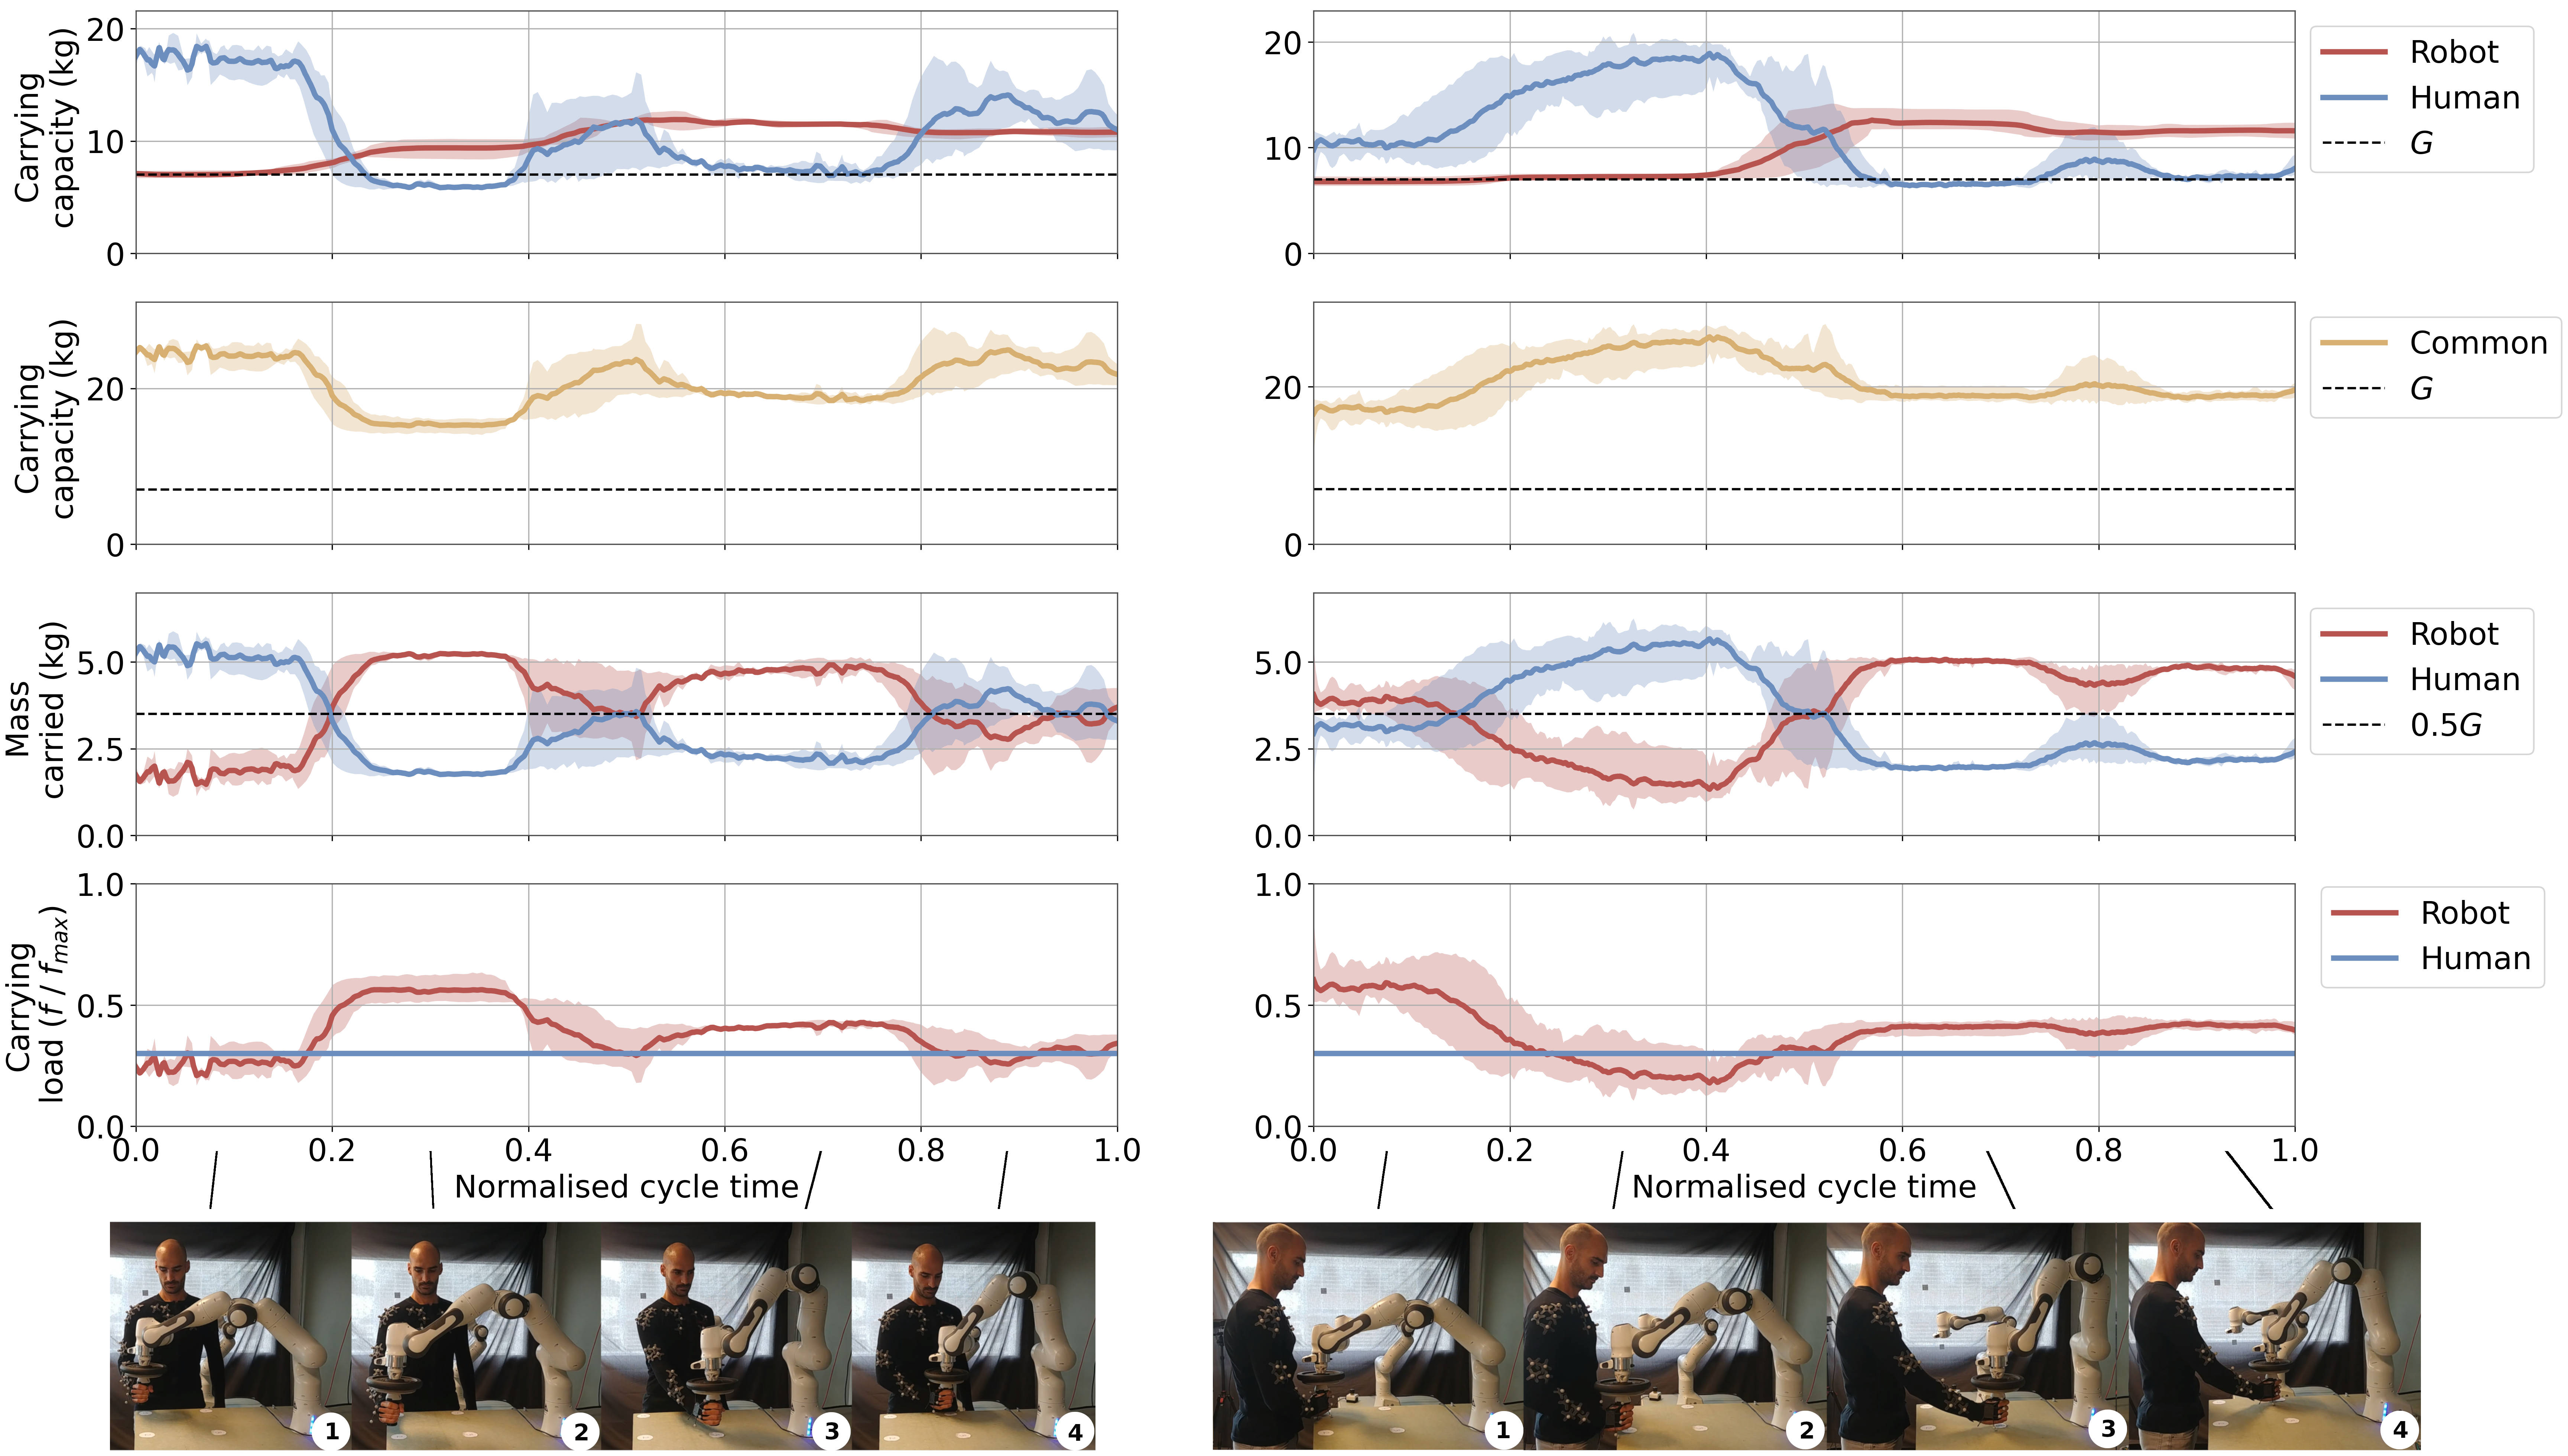 Carrying
capacity (kg)
20
10
0
20
10
0
Robot
Human
G
Carrying
capacity (kg)
20
0
20
0
Common
G
Mass
carried (kg)
5.0
2.5
0.0
5.0
2.5
0.0
Robot
Human
0.5G
Carrying
load (f / fmax)
1.0
0.5
0.0
1.0
0.5
0.0
Robot
Human
0.0 0.2 0.4 0.6 0.8 1.0
Normalised cycle time
0.0 0.2 0.4 0.6 0.8 1.0
Normalised cycle time
1 2 3 4
1 2 3 4